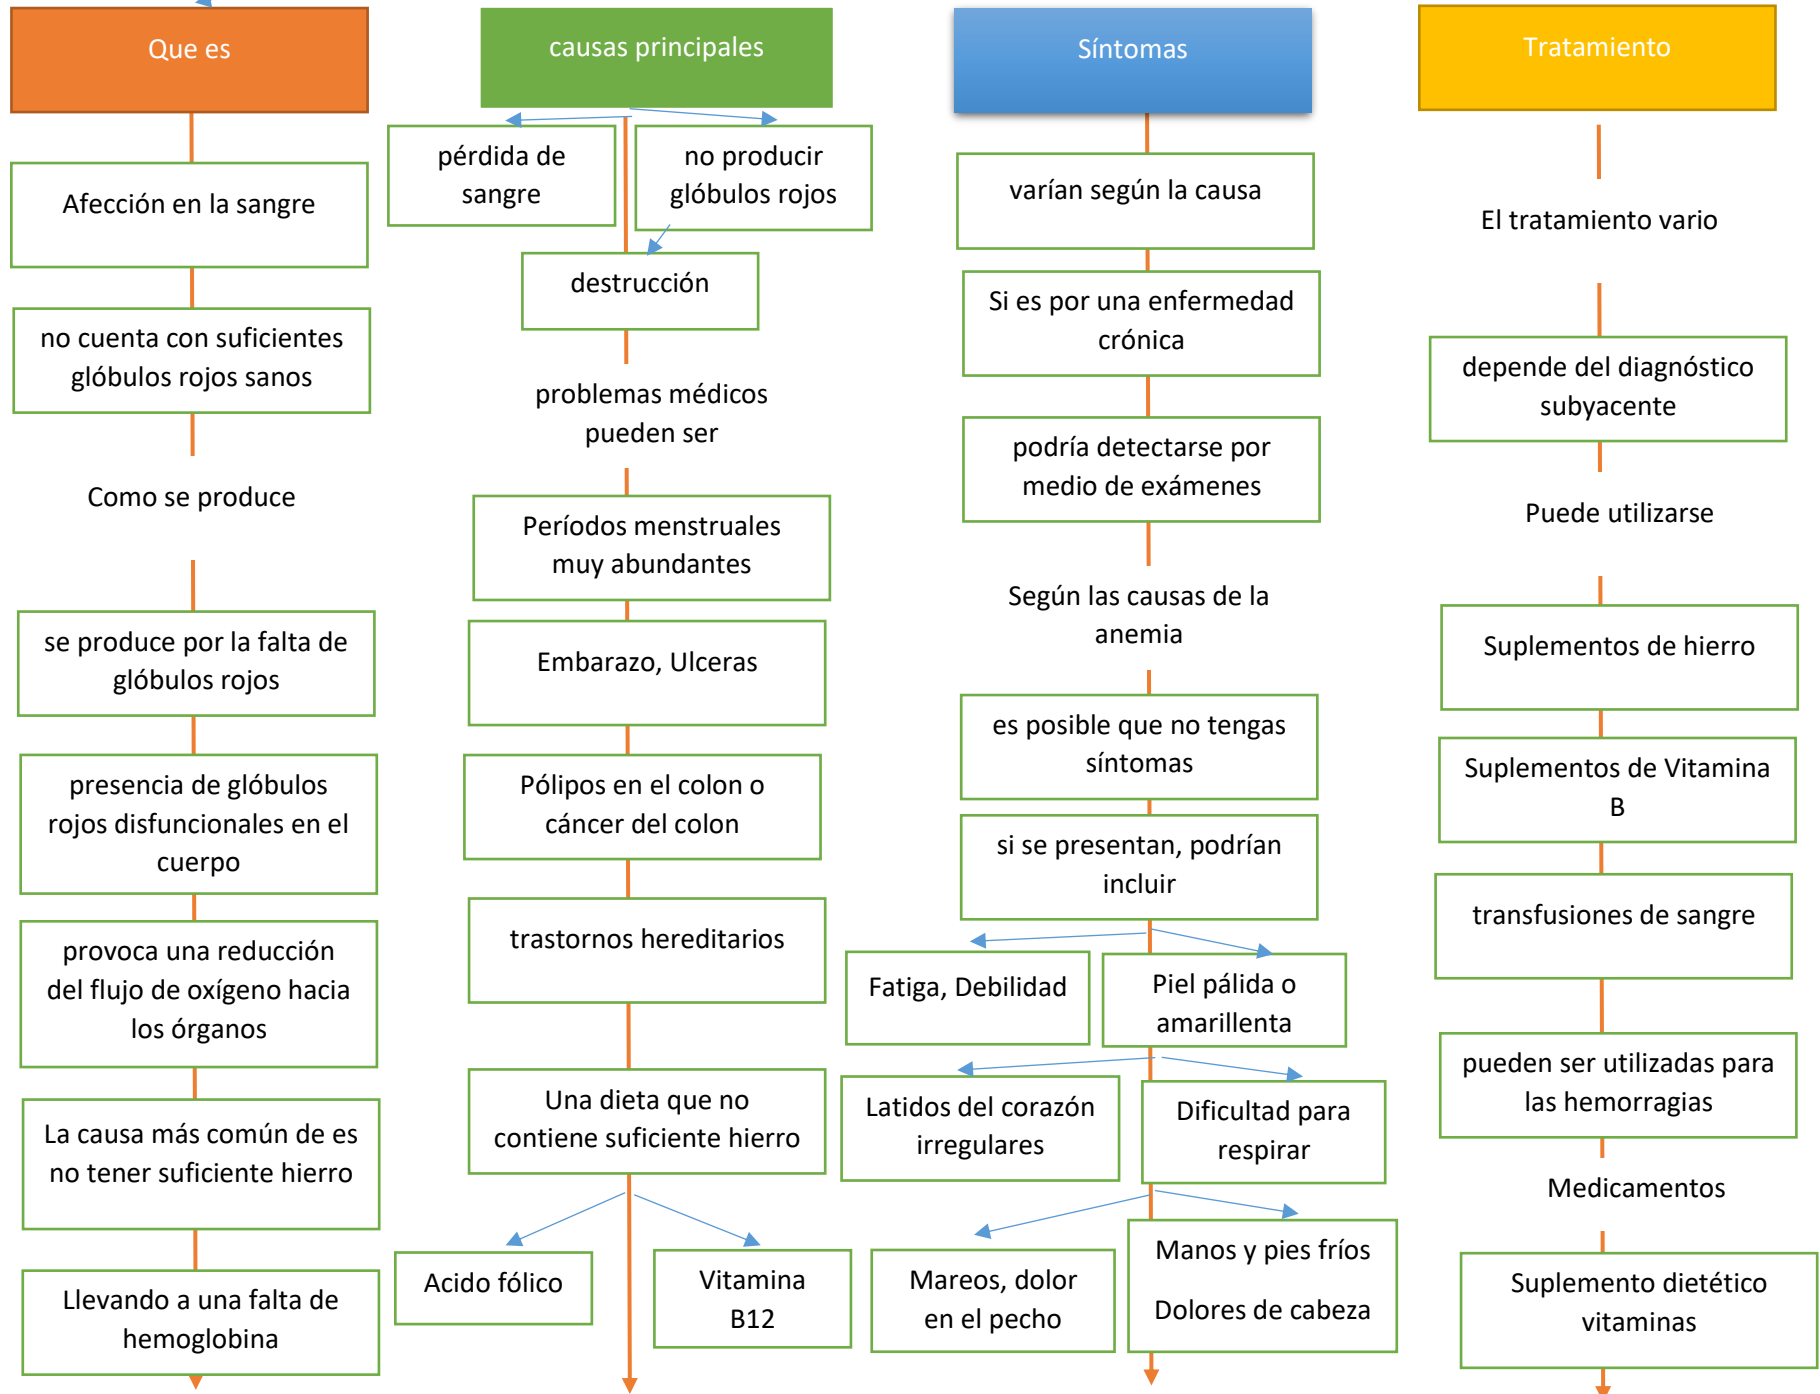 Que es
Afección en la sangre
no cuenta con suficientes
glóbulos rojos sanos
Como se produce
se produce por la falta de
glóbulos rojos
presencia de glóbulos
rojos disfuncionales en el
cuerpo
provoca una reducción
del flujo de oxígeno hacia
los órganos
La causa más común de es
no tener suficiente hierro
Llevando a una falta de
hemoglobina
causas principales
pérdida de
sangre
no producir
glóbulos rojos
destrucción
problemas médicos
pueden ser
Períodos menstruales
muy abundantes
Embarazo, Ulceras
Pólipos en el colon o
cáncer del colon
trastornos hereditarios
Una dieta que no
contiene suficiente hierro
Acido fólico
Vitamina
B12
Síntomas
varían según la causa
Si es por una enfermedad
crónica
podría detectarse por
medio de exámenes
Según las causas de la
anemia
es posible que no tengas
síntomas
si se presentan, podrían
incluir
Fatiga, Debilidad
Piel pálida o
amarillenta
Latidos del corazón
irregulares
Dificultad para
respirar
Mareos, dolor
en el pecho
Manos y pies fríos
Dolores de cabeza
Tratamiento
El tratamiento vario
depende del diagnóstico
subyacente
Puede utilizarse
Suplementos de hierro
Suplementos de Vitamina
B
transfusiones de sangre
pueden ser utilizadas para
las hemorragias
Medicamentos
Suplemento dietético
vitaminas